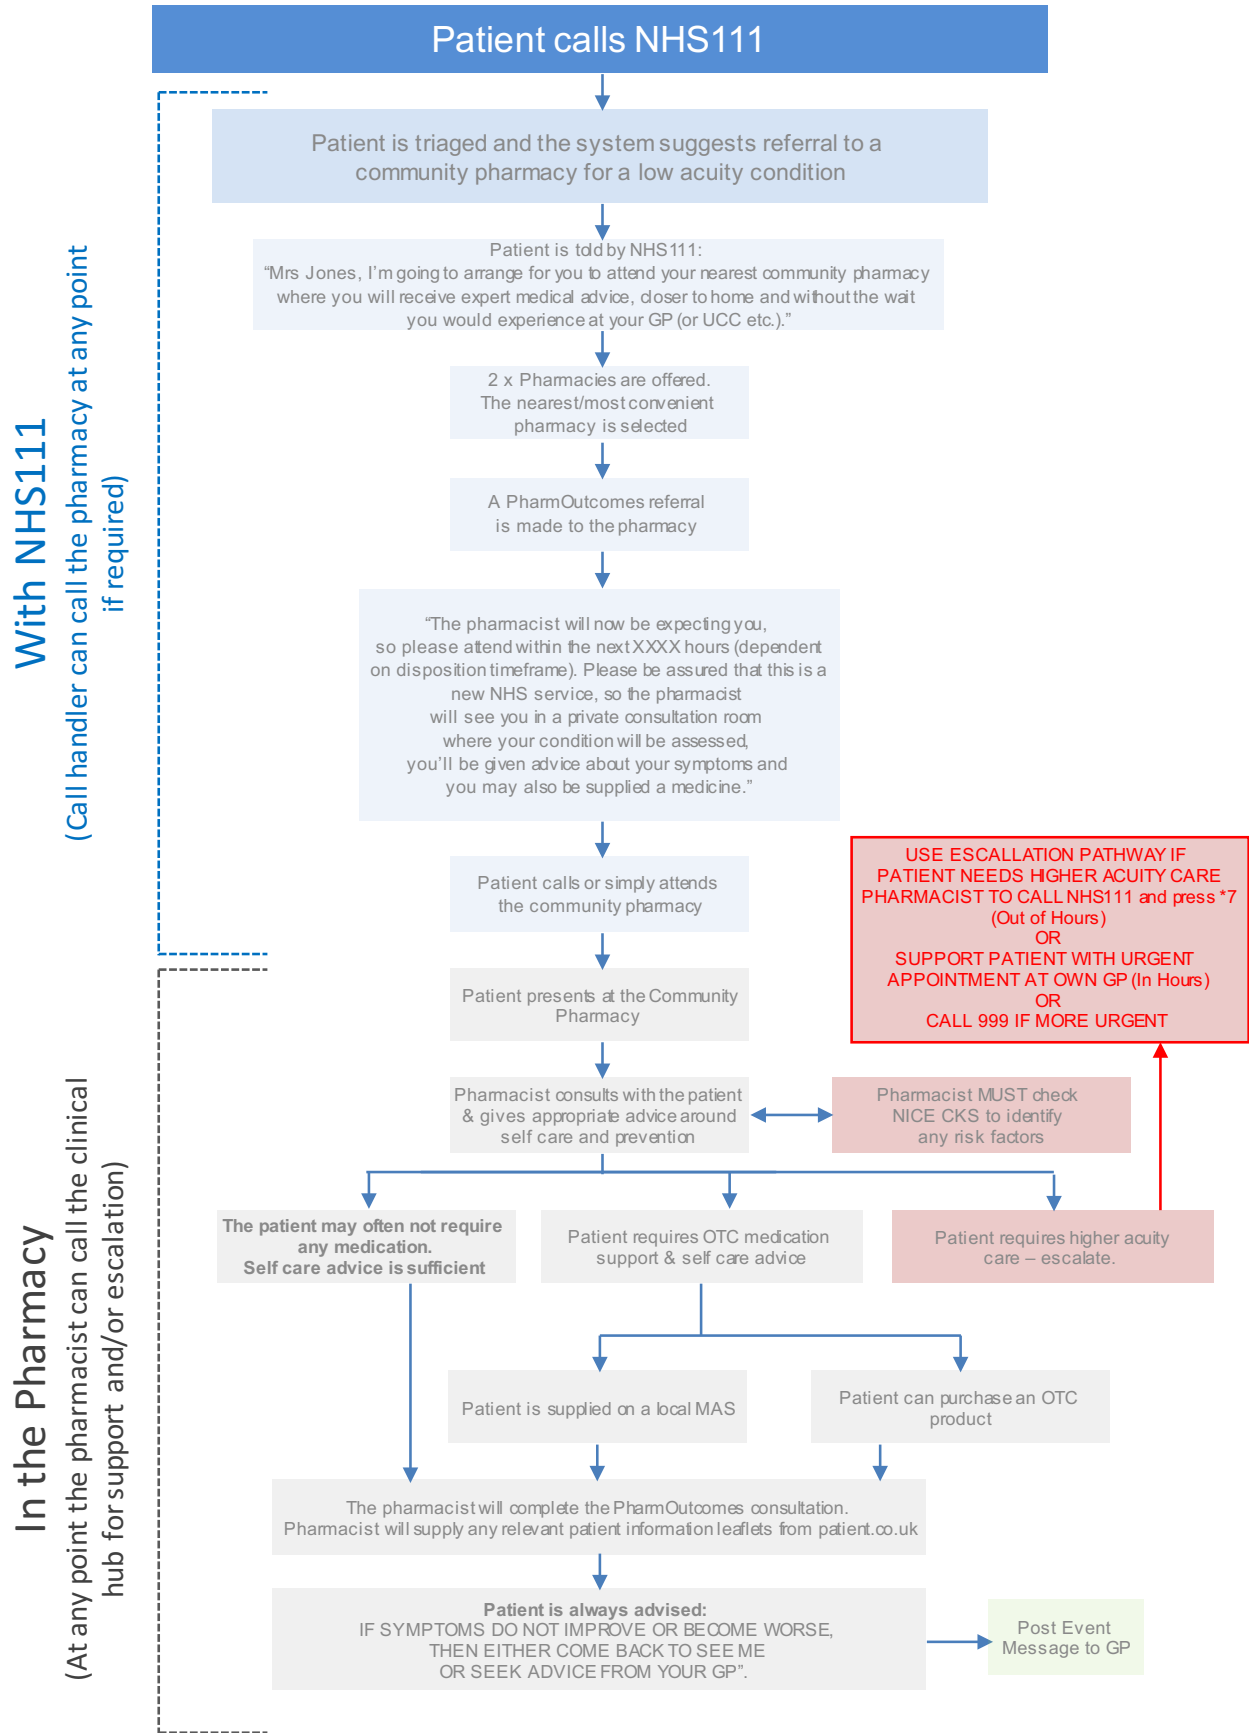 Patient calls NHS111
With NHS111
(Call handler can call the pharmacy at any point
if required)
Patient is triaged and the system suggests referral to a
community pharmacy for a low acuity condition
Patient is told by NHS111:
“Mrs Jones, I’m going to arrange for you to attend your nearest community pharmacy
where you will receive expert medical advice, closer to home and without the wait
you would experience at your GP (or UCC etc.).”
2 x Pharmacies are offered.
The nearest/most convenient
pharmacy is selected
A PharmOutcomes referral
is made to the pharmacy
“The pharmacist will now be expecting you,
so please attend within the next XXXX hours (dependent
on disposition timeframe). Please be assured that this is a
new NHS service, so the pharmacist
will see you in a private consultation room
where your condition will be assessed,
you’ll be given advice about your symptoms and
you may also be supplied a medicine.”
Patient calls or simply attends
the community pharmacy
USE ESCALLATION PATHWAY IF
PATIENT NEEDS HIGHER ACUITY CARE
PHARMACIST TO CALL NHS111 and press *7
(Out of Hours)
OR
SUPPORT PATIENT WITH URGENT
APPOINTMENT AT OWN GP (In Hours)
OR
CALL 999 IF MORE URGENT
In the Pharmacy
(At any point the pharmacist can call the clinical
hub for support and/or escalation)
Patient presents at the Community
Pharmacy
Pharmacist consults with the patient
& gives appropriate advice around
self care and prevention
Pharmacist MUST check
NICE CKS to identify
any risk factors
The patient may often not require
any medication.
Self care advice is sufficient
Patient requires OTC medication
support & self care advice
Patient requires higher acuity
care – escalate.
Patient is supplied on a local MAS
Patient can purchase an OTC
product
The pharmacist will complete the PharmOutcomes consultation.
Pharmacist will supply any relevant patient information leaflets from patient.co.uk
Patient is always advised:
IF SYMPTOMS DO NOT IMPROVE OR BECOME WORSE,
THEN EITHER COME BACK TO SEE ME
OR SEEK ADVICE FROM YOUR GP”.
Post Event
Message to GP